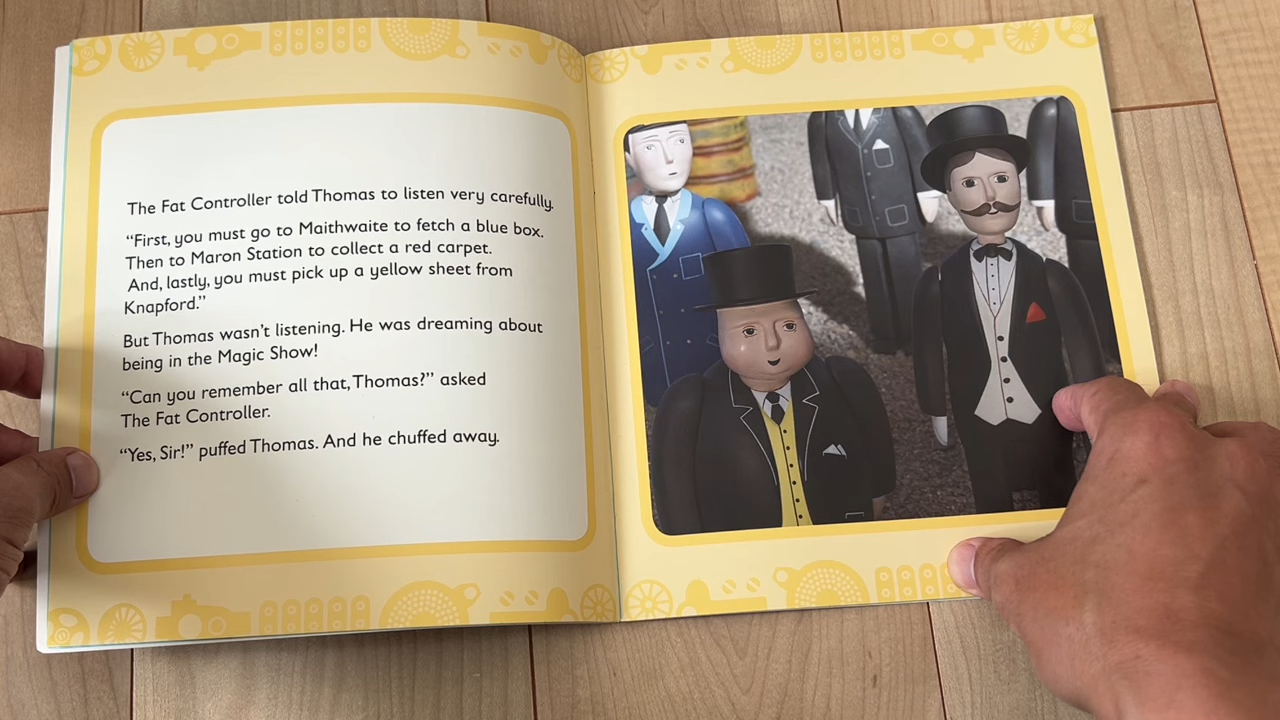 The Fat Controller told Thomas to listen very carefully.
“First, you must go to Maithwaite to fetch a blue box.
Then to Maron Station to collect a red carpet.
And, lastly, you must pick up a yellow sheet from
Knapford.”
But Thomas wasn’t listening. He was dreaming about
being in the Magic Show!
“Can you remember all that, Thomas?” asked
The Fat Controller.
“Yes, Sir!” puffed Thomas. And he chuffed away.